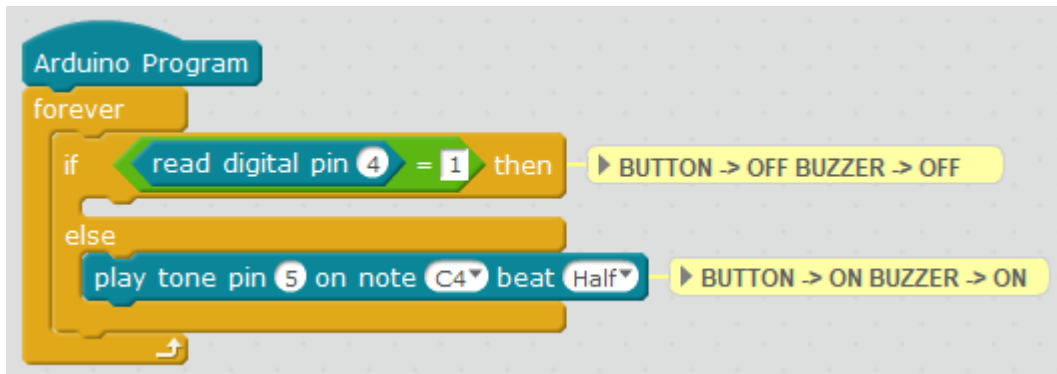 Arduino Program
forever
if read digital pin 4 = 1 then BUTTON -> OFF BUZZER -> OFF
else
play tone pin 5 on note C4 beat Half BUTTON -> ON BUZZER -> ON